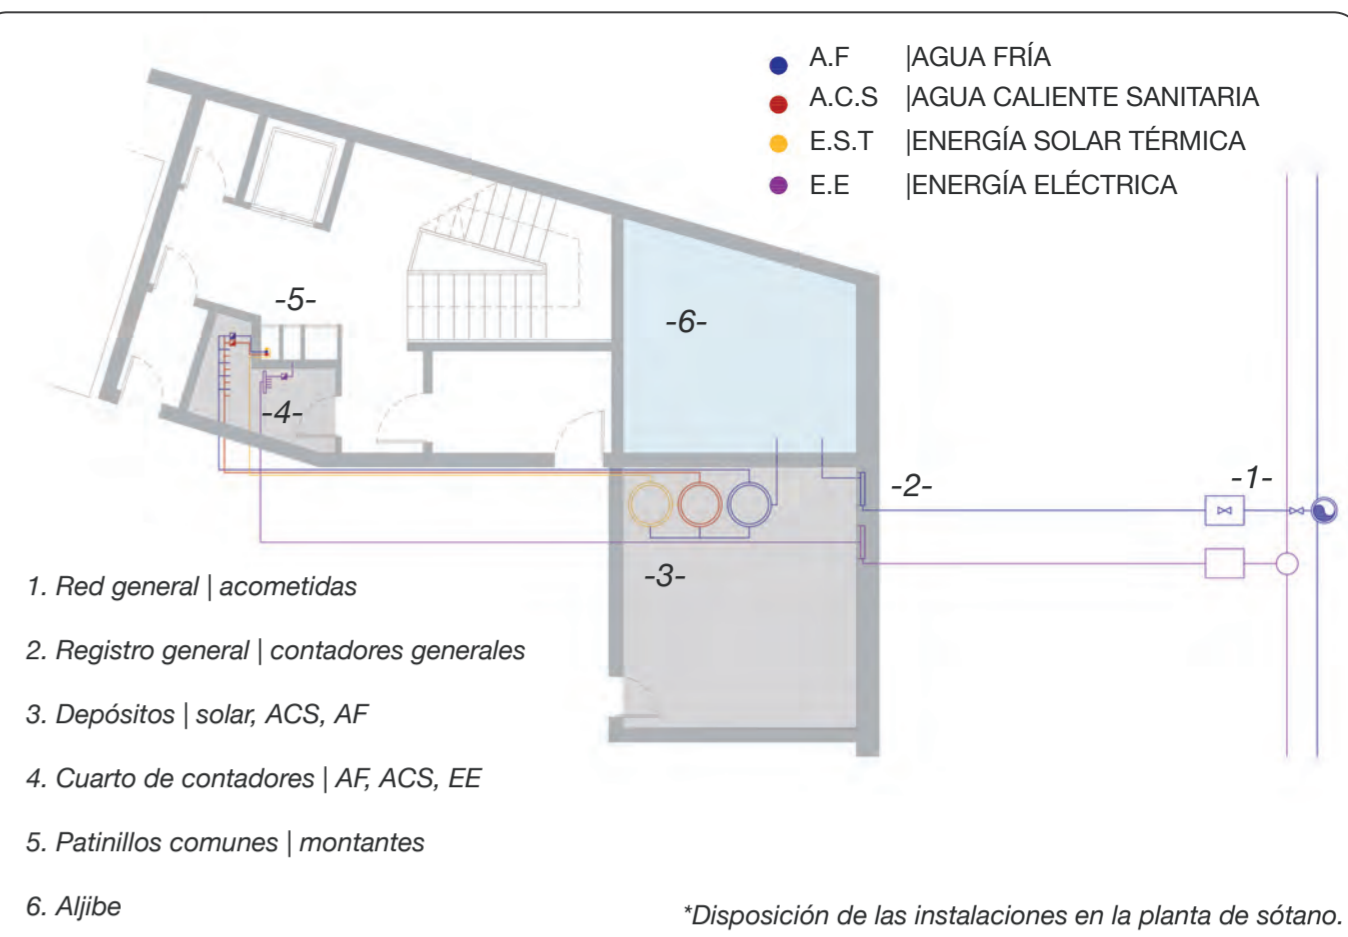 A.F |AGUA FRÍA
A.C.S |AGUA CALIENTE SANITARIA
E.S.T |ENERGÍA SOLAR TÉRMICA
E.E |ENERGÍA ELÉCTRICA
-5-
-6-
-4-
-1-
-2-
-3-
1. Red general | acometidas
2. Registro general | contadores generales
3. Depósitos | solar, ACS, AF
4. Cuarto de contadores | AF, ACS, EE
5. Patinillos comunes | montantes
6. Aljibe
*Disposición de las instalaciones en la planta de sótano.